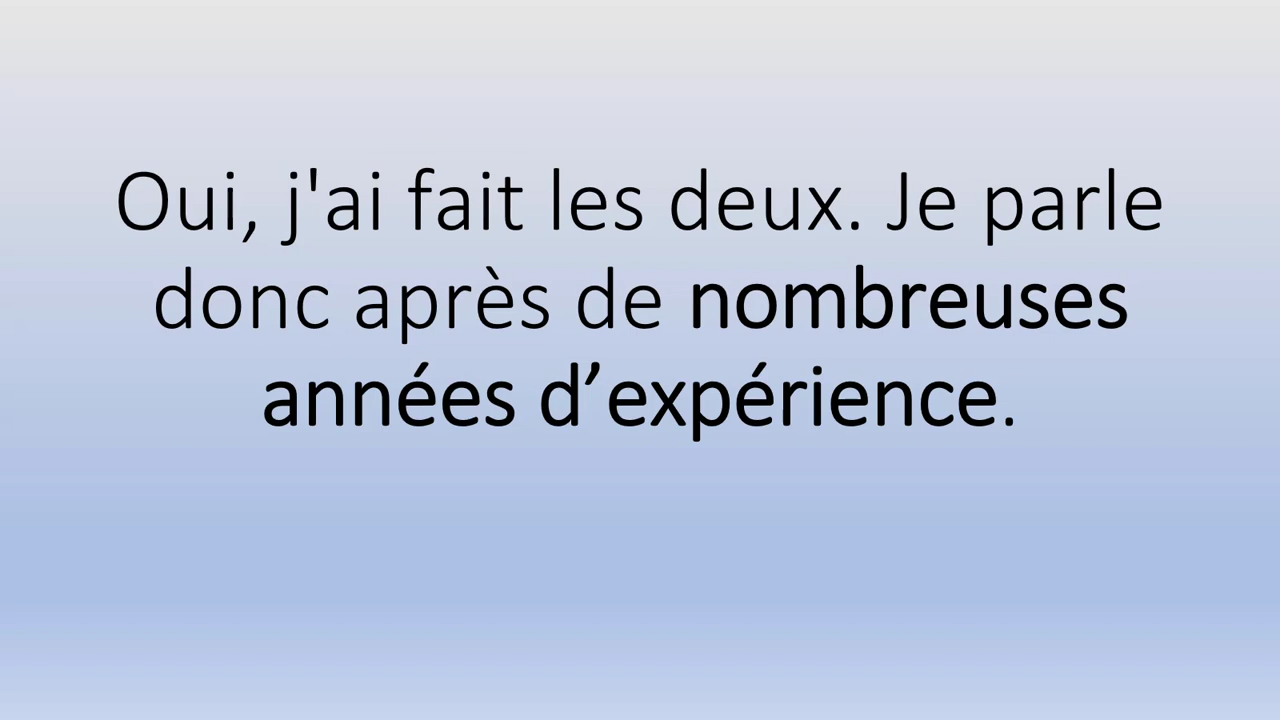 Oui, j'ai fait les deux. Je parle
donc après de nombreuses
années d’expérience.